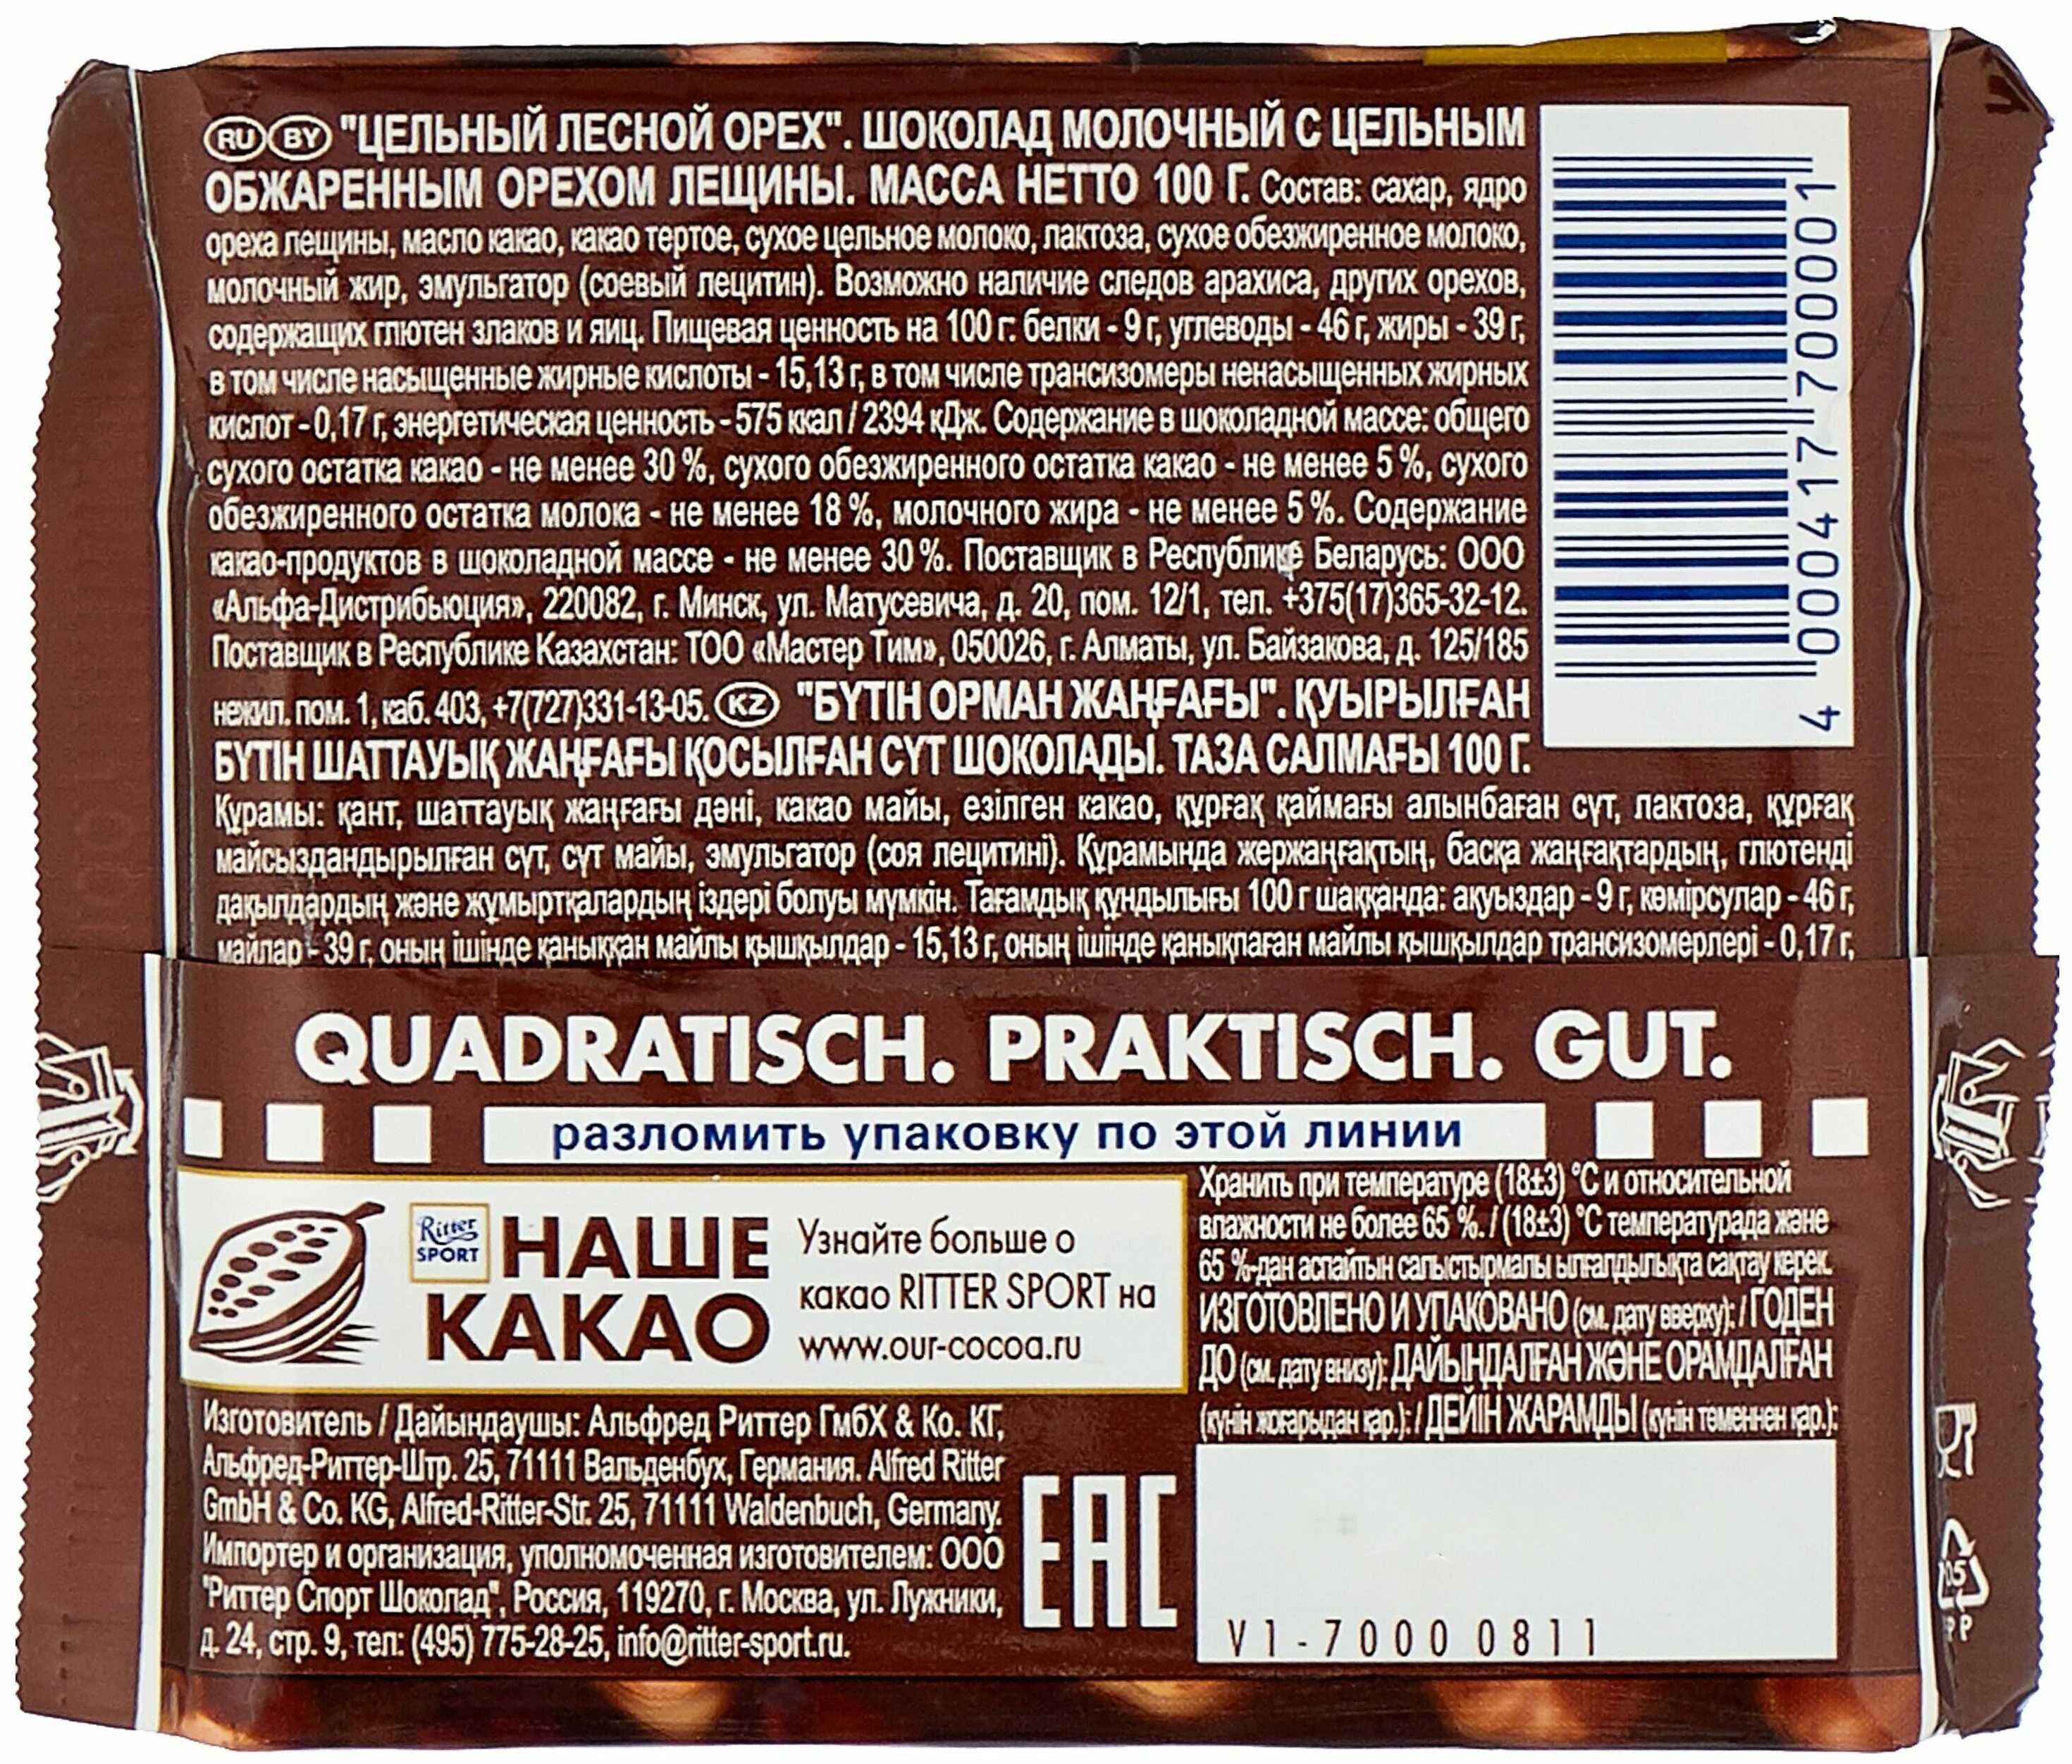 RU BY "ЦЕЛЬНЫЙ ЛЕСНОЙ ОРЕХ". ШОКОЛАД МОЛОЧНЫЙ С ЦЕЛЬНЫМ
ОБЖАРЕННЫМ ОРЕХОМ ЛЕЩИНЫ. МАССА НЕТТО 100 Г. Состав: сахар, ядро
ореха лещины, масло какао, какао тертое, сухое цельное молоко, лактоза, сухое обезжиренное молоко,
молочный жир, эмульгатор (соевый лецитин). Возможно наличие следов арахиса, других орехов,
содержащих глютен злаков и яиц. Пищевая ценность на 100 г: белки - 9 г, углеводы - 46 г, жиры - 39 г,
в том числе насыщенные жирные кислоты - 15,13 г, в том числе трансизомеры ненасыщенных жирных
кислот - 0,17 г, энергетическая ценность - 575 ккал / 2394 кДж. Содержание в шоколадной массе: общего
сухого остатка какао - не менее 30 %, сухого обезжиренного остатка какао - не менее 5 %, сухого
обезжиренного остатка молока - не менее 18 %, молочного жира - не менее 5 %. Содержание
какао-продуктов в шоколадной массе - не менее 30 %. Поставщик в Республике Беларусь: ООО
«Альфа-Дистрибьюция», 220082, г. Минск, ул. Матусевича, д. 20, пом. 12/1, тел. +375(17)365-32-12.
Поставщик в Республике Казахстан: ТОО «Мастер Тим», 050026, г. Алматы, ул. Байзакова, д. 125/185
нежил. пом. 1, каб. 403, +7(727)331-13-05. KZ "БҮТІН ОРМАН ЖАҢҒАҒЫ". ҚУЫРЫЛҒАН
БҮТІН ШАТТАУЫҚ ЖАҢҒАҒЫ ҚОСЫЛҒАН СҮТ ШОКОЛАДЫ. ТАЗА САЛМАҒЫ 100 Г.
Құрамы: қант, шаттауық жаңғағы дәні, какао майы, езілген какао, құрғақ қаймағы алынбаған сүт, лактоза, құрғақ
майсыздандырылған сүт, сүт майы, эмульгатор (соя лецитині). Құрамында жержаңғақтың, басқа жаңғақтардың, глютенді
дақылдардың және жұмыртқалардың іздері болуы мүмкін. Тағамдық құндылығы 100 г шаққанда: ақуыздар - 9 г, көмірсулар - 46 г,
майлар - 39 г, оның ішінде қаныққан майлы қышқылдар - 15,13 г, оның ішінде қанықпаған майлы қышқылдар трансизомерлері - 0,17 г,
4 000417 700001
QUADRATISCH. PRAKTISCH. GUT.
разломить упаковку по этой линии
Ritter
SPORT
НАШЕ
КАКАО
Узнайте больше о
какао RITTER SPORT на
www.our-cocoa.ru
Хранить при температуре (18±3) °С и относительной
влажности не более 65 %. / (18±3) °С температурада және
65 %-дан аспайтын салыстырмалы ылғалдылықта сақтау керек.
ИЗГОТОВЛЕНО И УПАКОВАНО (см. дату вверху): / ГОДЕН
ДО (см. дату внизу): ДАЙЫНДАЛҒАН ЖӘНЕ ОРАМДАЛҒАН
(күнін жоғарыдан қар.): / ДЕЙІН ЖАРАМДЫ (күнін төменнен қар.):
Изготовитель / Дайындаушы: Альфред Риттер ГмбХ & Ко. КГ,
Альфред-Риттер-Штр. 25, 71111 Вальденбух, Германия. Alfred Ritter
GmbH & Co. KG, Alfred-Ritter-Str. 25, 71111 Waldenbuch, Germany.
Импортер и организация, уполномоченная изготовителем: ООО
"Риттер Спорт Шоколад", Россия, 119270, г. Москва, ул. Лужники,
д. 24, стр. 9, тел: (495) 775-28-25, info@ritter-sport.ru.
EAC
V1-7000 0811
05
PP